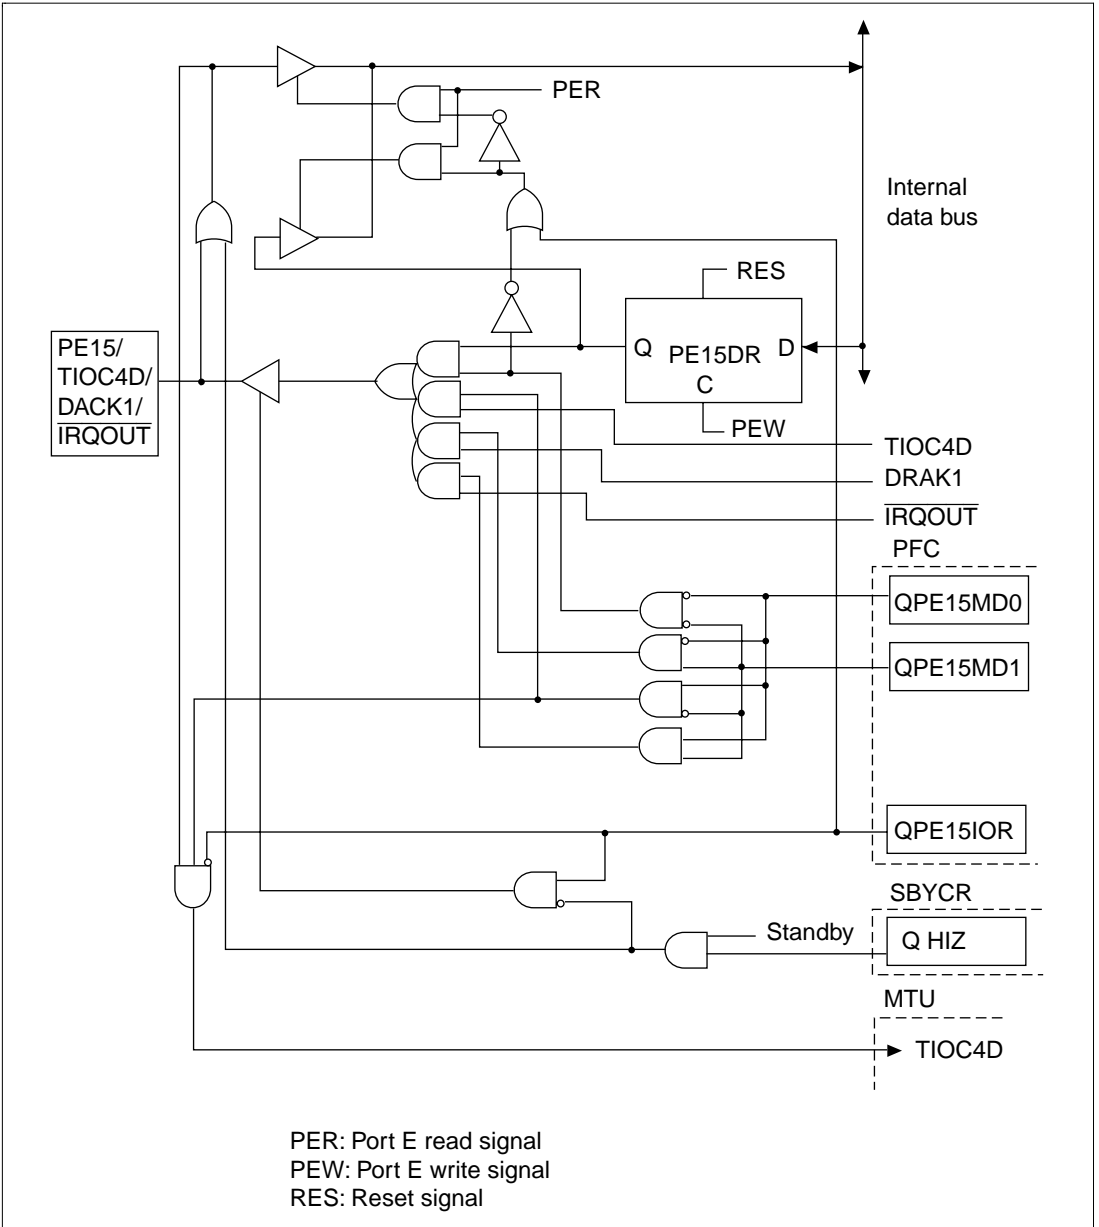 PER
Internal
data bus
RES
PE15/
TIOC4D/
DACK1/
IRQOUT
Q PE15DR D
C
PEW
TIOC4D
DRAK1
IRQOUT
PFC
QPE15MD0
QPE15MD1
QPE15IOR
SBYCR
Standby
Q HIZ
MTU
TIOC4D
PER: Port E read signal
PEW: Port E write signal
RES: Reset signal